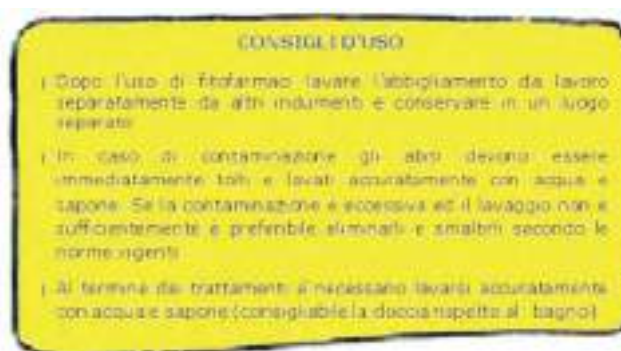 CONSIGLI D'USO
¡ Dopo l'uso di fitofarmaci lavare l'abbigliamento da lavoro
separatamente da altri indumenti e conservare in un luogo
separato
¡ In caso di contaminazione gli abiti devono essere
immediatamente tolti e lavati accuratamente con acqua e
sapone. Se la contaminazione è eccessiva ed il lavaggio non è
sufficientemente è preferibile eliminarli e smaltirli secondo le
norme vigenti
¡ Al termine dei trattamenti è necessario lavarsi accuratamente
con acqua e sapone (consigliabile la doccia rispetto al bagno)